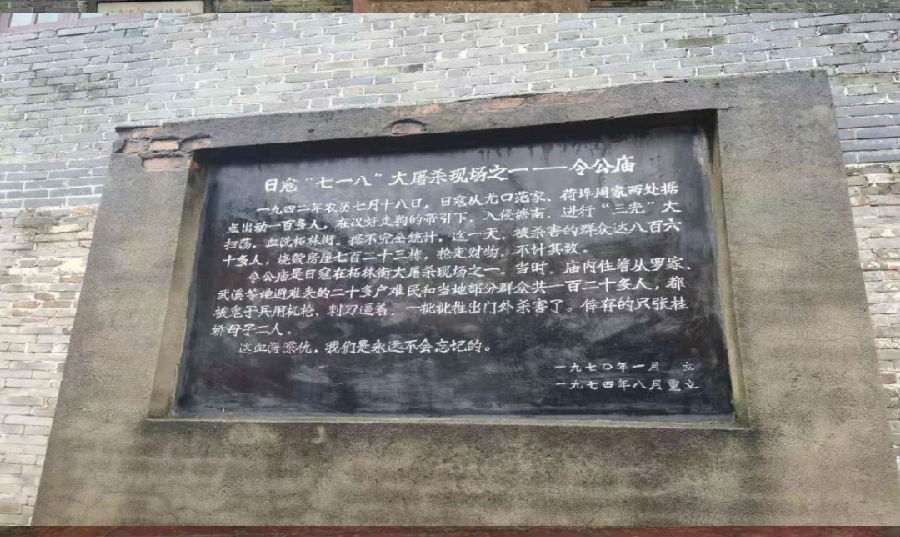 日寇“七一八”大屠杀现场之一——令公庙
一九四二年农历七月十八日，日寇从尤口范家、荷埠周家两处据
点出动一百多人，在汉奸走狗的带引下，入侵塘南，进行“三光”大
扫荡，血洗柘林街，据不完全统计，这一天，被杀害的群众达八百六
十多人，烧毁房屋七百二十三栋，抢走财物，不计其数。
令公庙是日寇在柘林街大屠杀现场之一，当时，庙内住着从罗家、
武溪等地避难来的二十多户难民和当地部分群众共一百二十多人，都
被鬼子兵用机枪、刺刀逼着，一批批推出门外杀害了。倖存的只张桂
娇母子二人。
这血海深仇，我们是永远不会忘记的。
一九七〇年一月 立
一九七四年八月重立